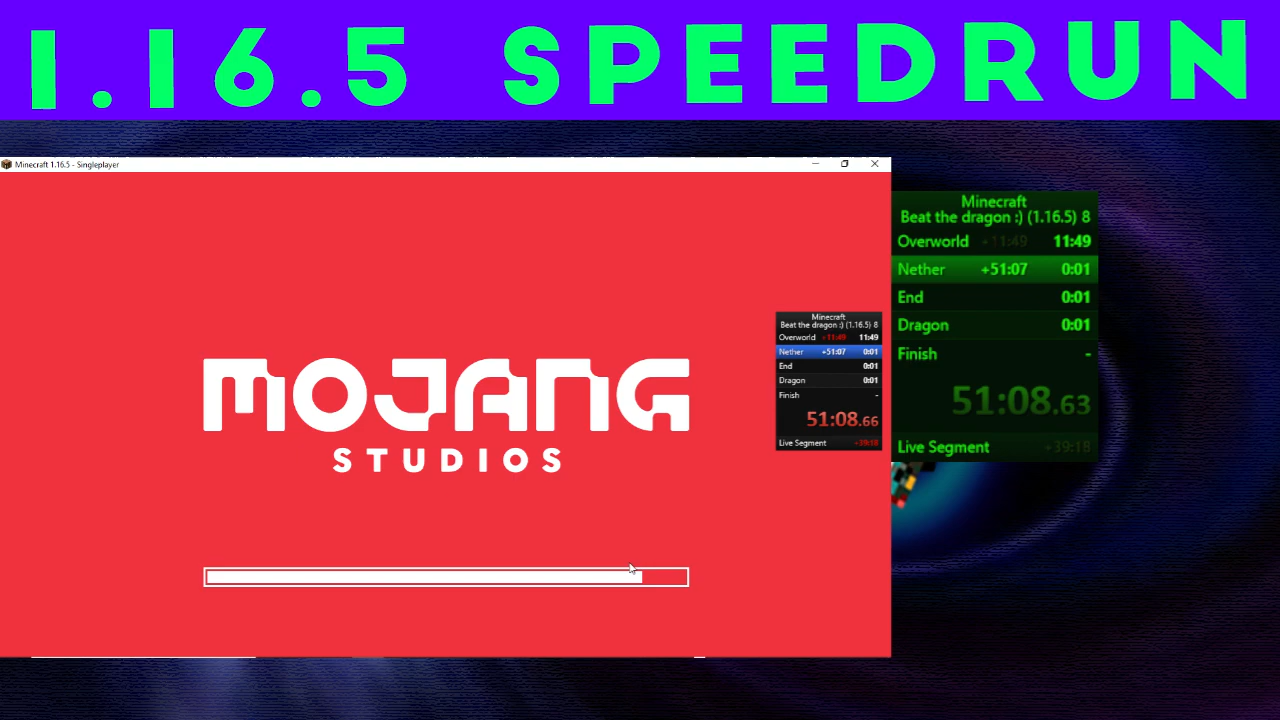 1.16.5 SPEEDRUN
Minecraft 1.16.5 - Singleplayer
MOJANG
STUDIOS
Minecraft
Beat the dragon :) (1.16.5) 8
Overworld +11:49 11:49
Nether +51:07 0:01
End 0:01
Dragon 0:01
Finish -
51:08.66
Live Segment +39:18
Minecraft
Beat the dragon :) (1.16.5) 8
Overworld +11:49 11:49
Nether +51:07 0:01
End 0:01
Dragon 0:01
Finish -
51:08.63
Live Segment +39:18